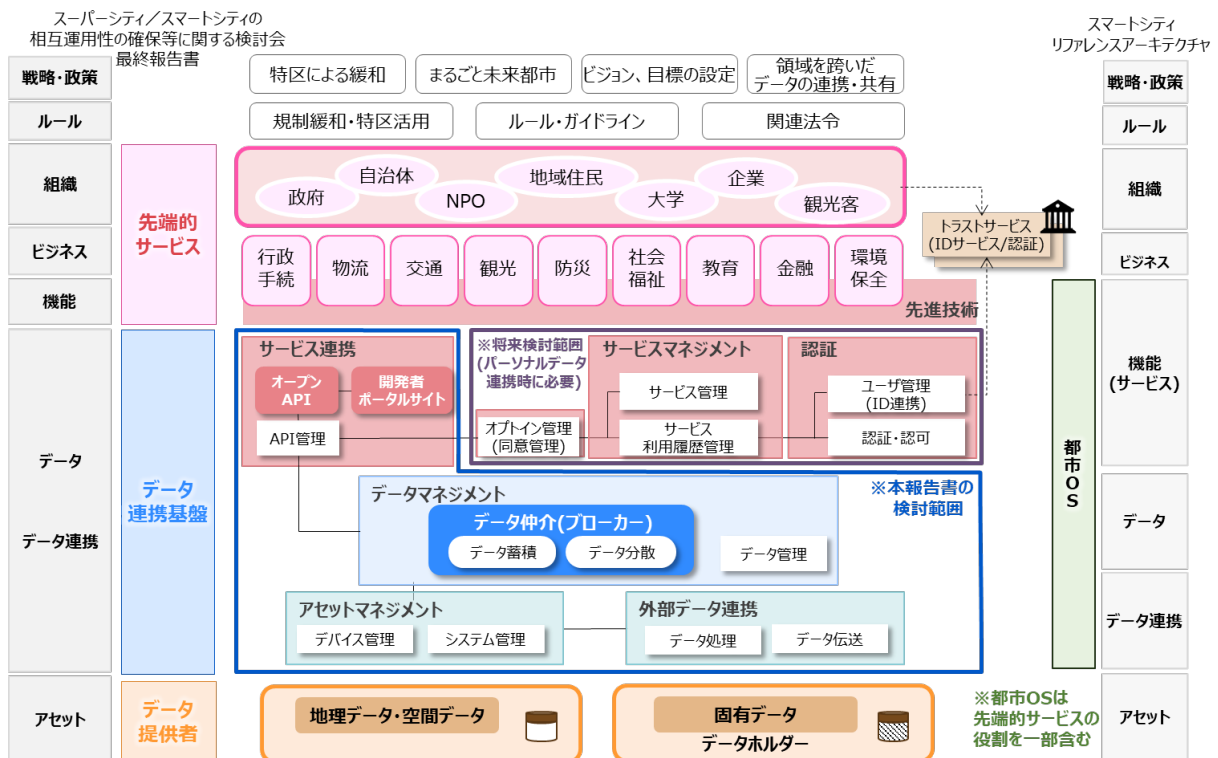 スーパーシティ／スマートシティの
相互運用性の確保等に関する検討会
最終報告書
スマートシティ
リファレンスアーキテクチャ
戦略・政策
特区による緩和
まるごと未来都市
ビジョン、目標の設定
領域を跨いだ
データの連携・共有
戦略・政策
ルール
規制緩和・特区活用
ルール・ガイドライン
関連法令
ルール
組織
先端的
サービス
政府
自治体
NPO
地域住民
大学
企業
観光客
トラストサービス
(IDサービス/認証)
組織
ビジネス
行政
手続
物流
交通
観光
防災
社会
福祉
教育
金融
環境
保全
ビジネス
機能
先進技術
サービス連携
オープン
API
開発者
ポータルサイト
API管理
※将来検討範囲
(パーソナルデータ
連携時に必要)
オプトイン管理
(同意管理)
サービスマネジメント
サービス管理
サービス
利用履歴管理
認証
ユーザ管理
(ID連携)
認証・認可
機能
(サービス)
都市OS
データ
データ連携
データ
連携基盤
データマネジメント
データ仲介(ブローカー)
データ蓄積
データ分散
データ管理
※本報告書の
検討範囲
データ
アセットマネジメント
デバイス管理
システム管理
外部データ連携
データ処理
データ伝送
データ連携
アセット
データ
提供者
地理データ・空間データ
固有データ
データホルダー
※都市OSは
先端的サービスの
役割を一部含む
アセット